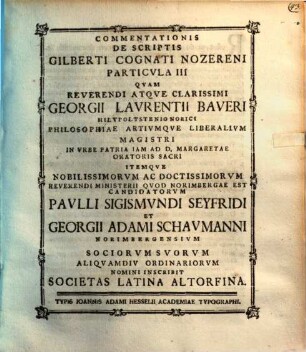 COMMENTATIONIS
DE SCRIPTIS
GILBERTI COGNATI NOZERENI
PARTICVLA III
QVAM
REVERENDI ATQVE CLARISSIMI
GEORGII LAVRENTII BAVERI
HILTPOLTSTENIO NORICI
PHILOSOPHIAE ARTIVMQVE LIBERALIVM
MAGISTRI
IN VRBE PATRIA IAM AD D. MARGARETAE
ORATORIS SACRI
ITEMQVE
NOBILISSIMORVM AC DOCTISSIMORVM
REVERENDI MINISTERII QVOD NORIMBERGAE EST
CANDIDATORVM
PAVLLI SIGISMVNDI SEYFRIDI
ET
GEORGII ADAMI SCHAVMANNI
NORIMBERGENSIVM
SOCIORVM SVORVM
ALIQVAMDIV ORDINARIORVM
NOMINI INSCRIBIT
SOCIETAS LATINA ALTORFINA.
TYPIS IOANNIS ADAMI HESSELII ACADEMIAE TYPOGRAPHI.